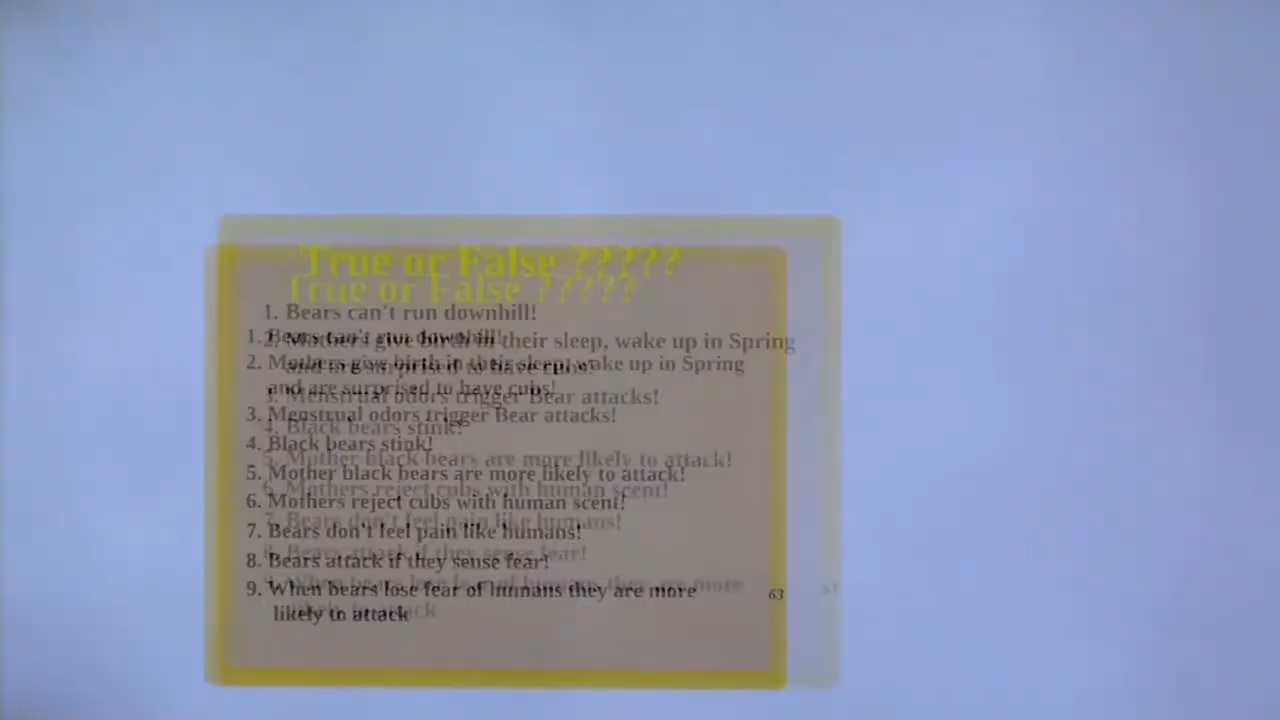 True or False ?????
1. Bears can't run downhill!
2. Mothers give birth in their sleep, wake up in Spring
and are surprised to have cubs!
3. Menstrual odors trigger Bear attacks!
4. Black bears stink!
5. Mother black bears are more likely to attack!
6. Mothers reject cubs with human scent!
7. Bears don't feel pain like humans!
8. Bears attack if they sense fear!
9. When bears lose fear of humans they are more
likely to attack
63